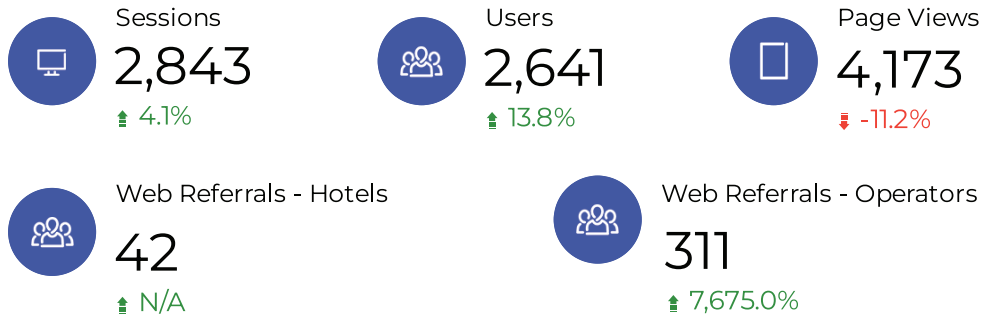 Sessions
2,843
4.1%
Users
2,641
13.8%
Page Views
4,173
-11.2%
Web Referrals - Hotels
42
N/A
Web Referrals - Operators
311
7,675.0%